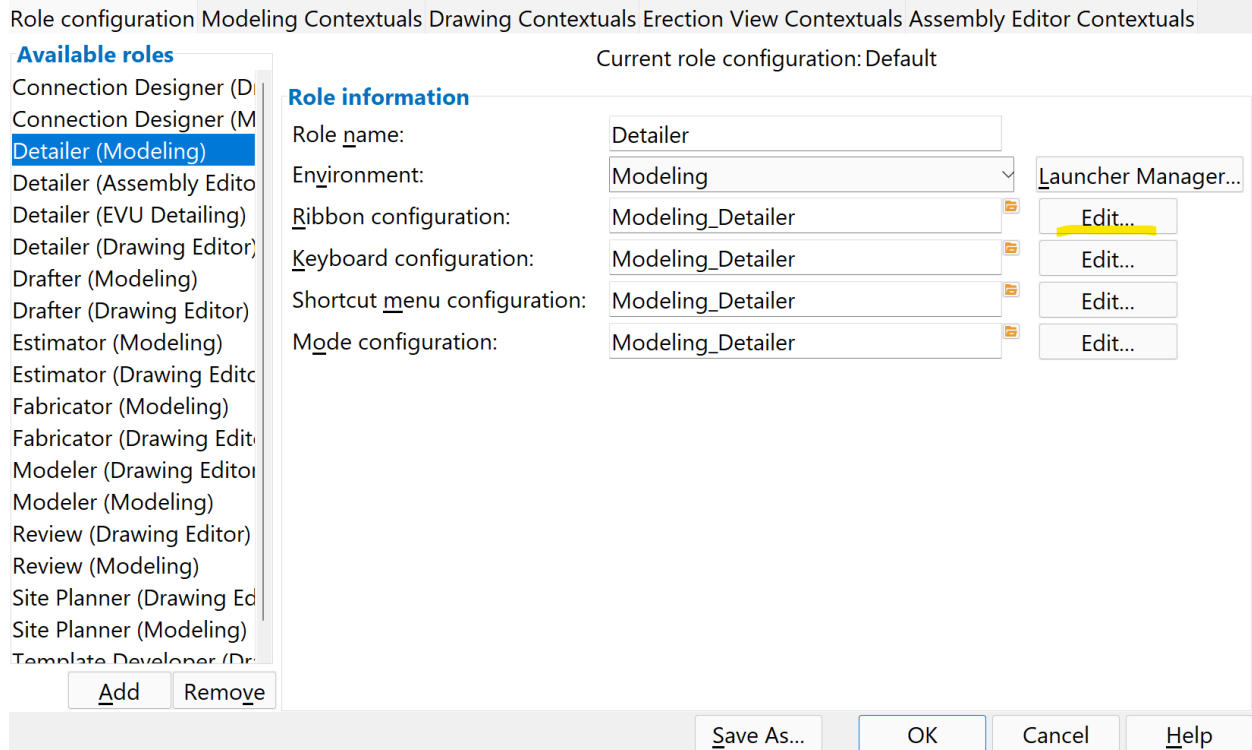 Role configuration Modeling Contextuals Drawing Contextuals Erection View Contextuals Assembly Editor Contextuals
Available roles
Connection Designer (D
Connection Designer (M
Detailer (Modeling)
Detailer (Assembly Edito
Detailer (EVU Detailing)
Detailer (Drawing Editor)
Drafter (Modeling)
Drafter (Drawing Editor)
Estimator (Modeling)
Estimator (Drawing Edito
Fabricator (Modeling)
Fabricator (Drawing Edit
Modeler (Drawing Editor
Modeler (Modeling)
Review (Drawing Editor)
Review (Modeling)
Site Planner (Drawing Ed
Site Planner (Modeling)
Template Developer (Dr
Add Remove
Current role configuration: Default
Role information
Role name: Detailer
Environment: Modeling Launcher Manager...
Ribbon configuration: Modeling_Detailer Edit...
Keyboard configuration: Modeling_Detailer Edit...
Shortcut menu configuration: Modeling_Detailer Edit...
Mode configuration: Modeling_Detailer Edit...
Save As... OK Cancel Help